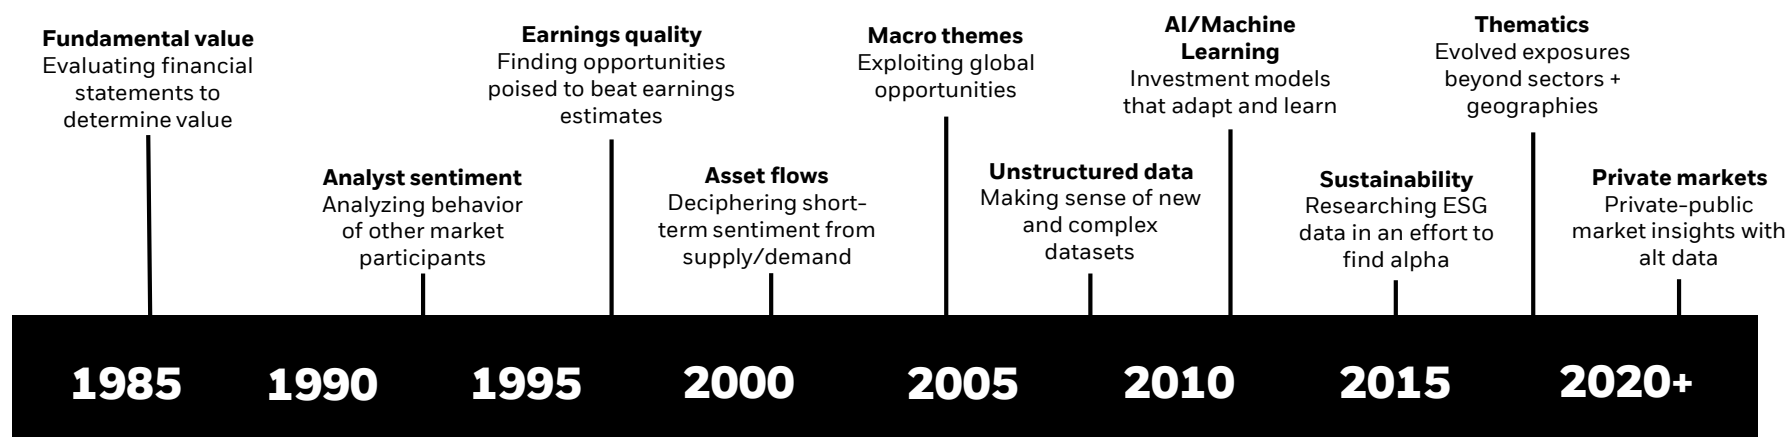 Fundamental value
Evaluating financial
statements to
determine value
Analyst sentiment
Analyzing behavior
of other market
participants
Earnings quality
Finding opportunities
poised to beat earnings
estimates
Asset flows
Deciphering short-
term sentiment from
supply/demand
Macro themes
Exploiting global
opportunities
Unstructured data
Making sense of new
and complex
datasets
AI/Machine
Learning
Investment models
that adapt and learn
Sustainability
Researching ESG
data in an effort to
find alpha
Thematics
Evolved exposures
beyond sectors +
geographies
Private markets
Private-public
market insights with
alt data
1985 1990 1995 2000 2005 2010 2015 2020+